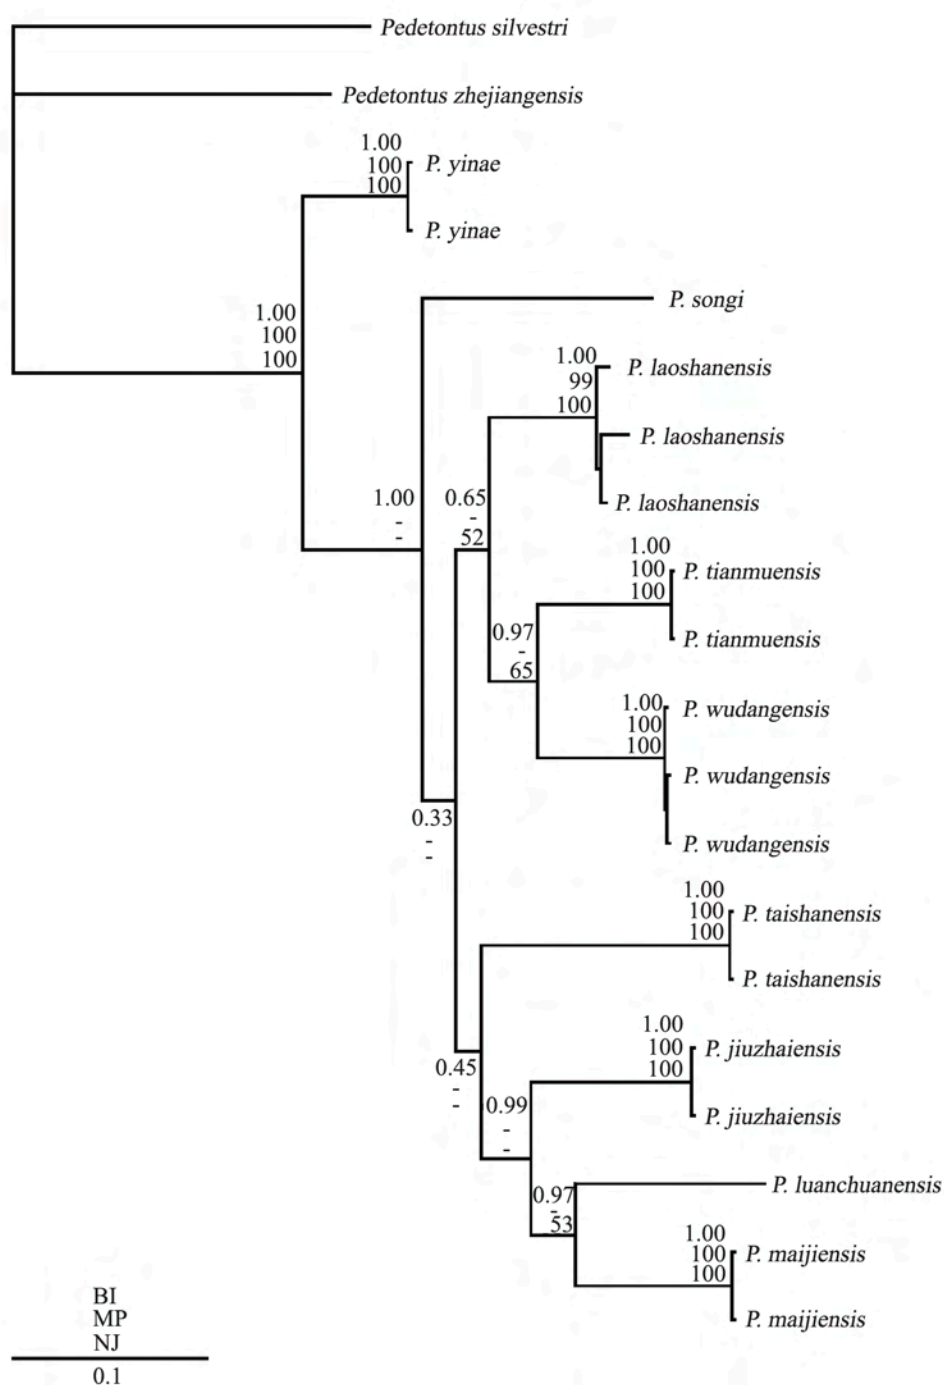 Pedetontus silvestri
Pedetontus zhejiangensis
1.00
100
100
P. yinae
P. yinae
1.00
100
100
P. songi
1.00
99
100
P. laoshanensis
P. laoshanensis
P. laoshanensis
1.00
-
-
0.65
-
52
1.00
100
100
P. tianmuensis
P. tianmuensis
0.97
-
65
1.00
100
100
P. wudangensis
P. wudangensis
P. wudangensis
0.33
-
-
1.00
100
100
P. taishanensis
P. taishanensis
1.00
100
100
P. jiuzhaiensis
P. jiuzhaiensis
0.45
-
-
0.99
-
-
P. luanchuanensis
0.97
-
53
1.00
100
100
P. maijiensis
P. maijiensis
BI
MP
NJ
0.1